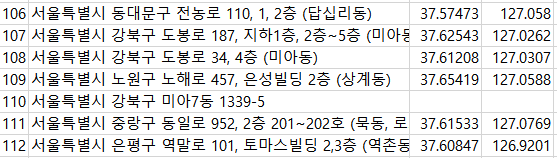 106 서울특별시 동대문구 전농로 110, 1, 2층 (답십리동) 37.57473 127.058
107 서울특별시 강북구 도봉로 187, 지하1층, 2층~5층 (미아동 37.62543 127.0262
108 서울특별시 강북구 도봉로 34, 4층 (미아동) 37.61208 127.0307
109 서울특별시 노원구 노해로 457, 은성빌딩 2층 (상계동) 37.65419 127.0588
110 서울특별시 강북구 미아7동 1339-5
111 서울특별시 중랑구 동일로 952, 2층 201~202호 (묵동, 로 37.61533 127.0769
112 서울특별시 은평구 역말로 101, 토마스빌딩 2,3층 (역촌동 37.60847 126.9201